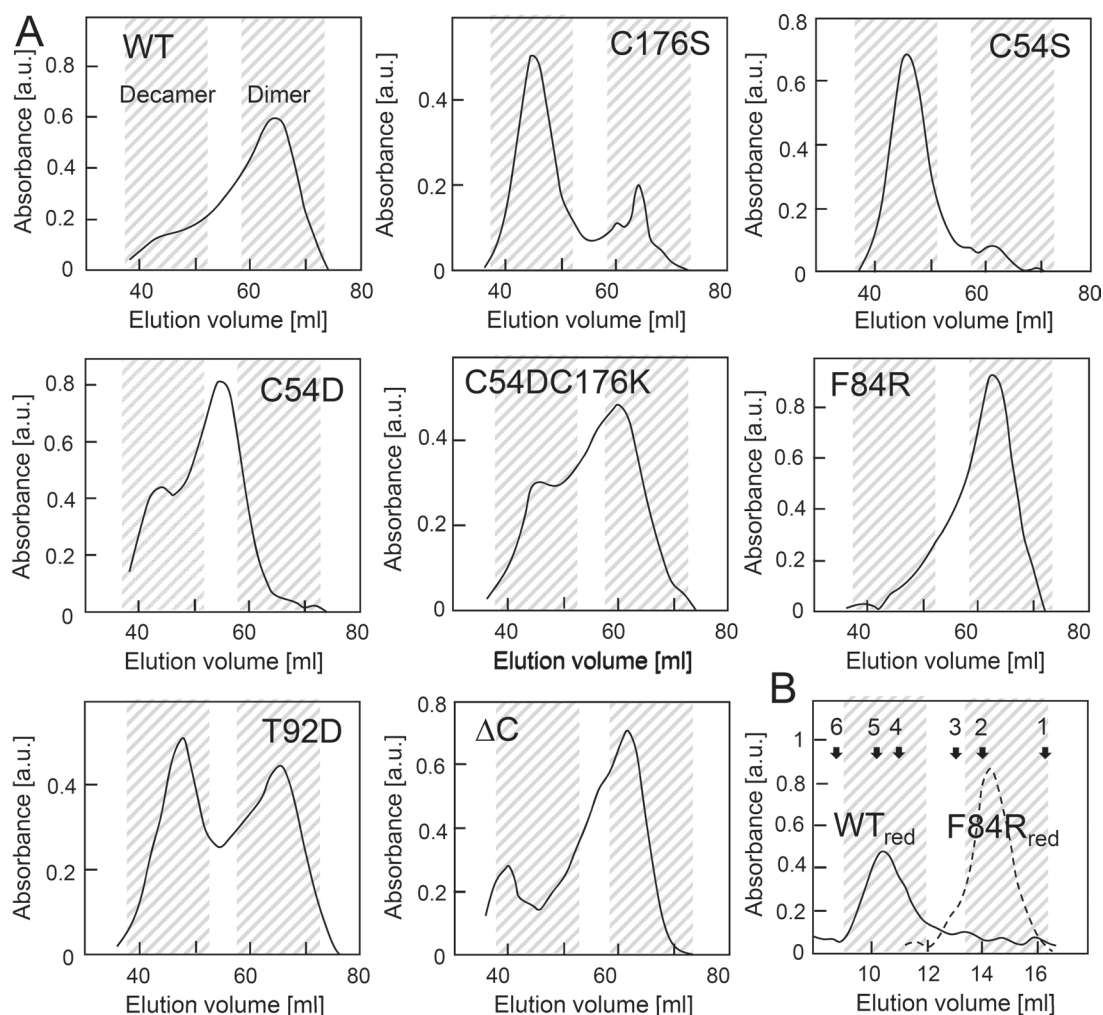 A
WT
Decamer Dimer
Absorbance [a.u.]
0.8
0.6
0.4
0.2
0
40 60 80
Elution volume [ml]
C176S
Absorbance [a.u.]
0.4
0.2
0
40 60 80
Elution volume [ml]
C54S
Absorbance [a.u.]
0.8
0.6
0.4
0.2
0
40 60 80
Elution volume [ml]
C54D
Absorbance [a.u.]
0.8
0.6
0.4
0.2
0
40 60 80
Elution volume [ml]
C54DC176K
Absorbance [a.u.]
0.4
0.2
0
40 60 80
Elution volume [ml]
F84R
Absorbance [a.u.]
0.8
0.6
0.4
0.2
0
40 60 80
Elution volume [ml]
T92D
Absorbance [a.u.]
0.4
0.2
0
40 60 80
Elution volume [ml]
ΔC
Absorbance [a.u.]
0.8
0.6
0.4
0.2
0
40 60 80
Elution volume [ml]
B
6 5 4 3 2 1
WTred F84Rred
Absorbance [a.u.]
1
0.8
0.6
0.4
0.2
0
10 12 14 16
Elution volume [ml]